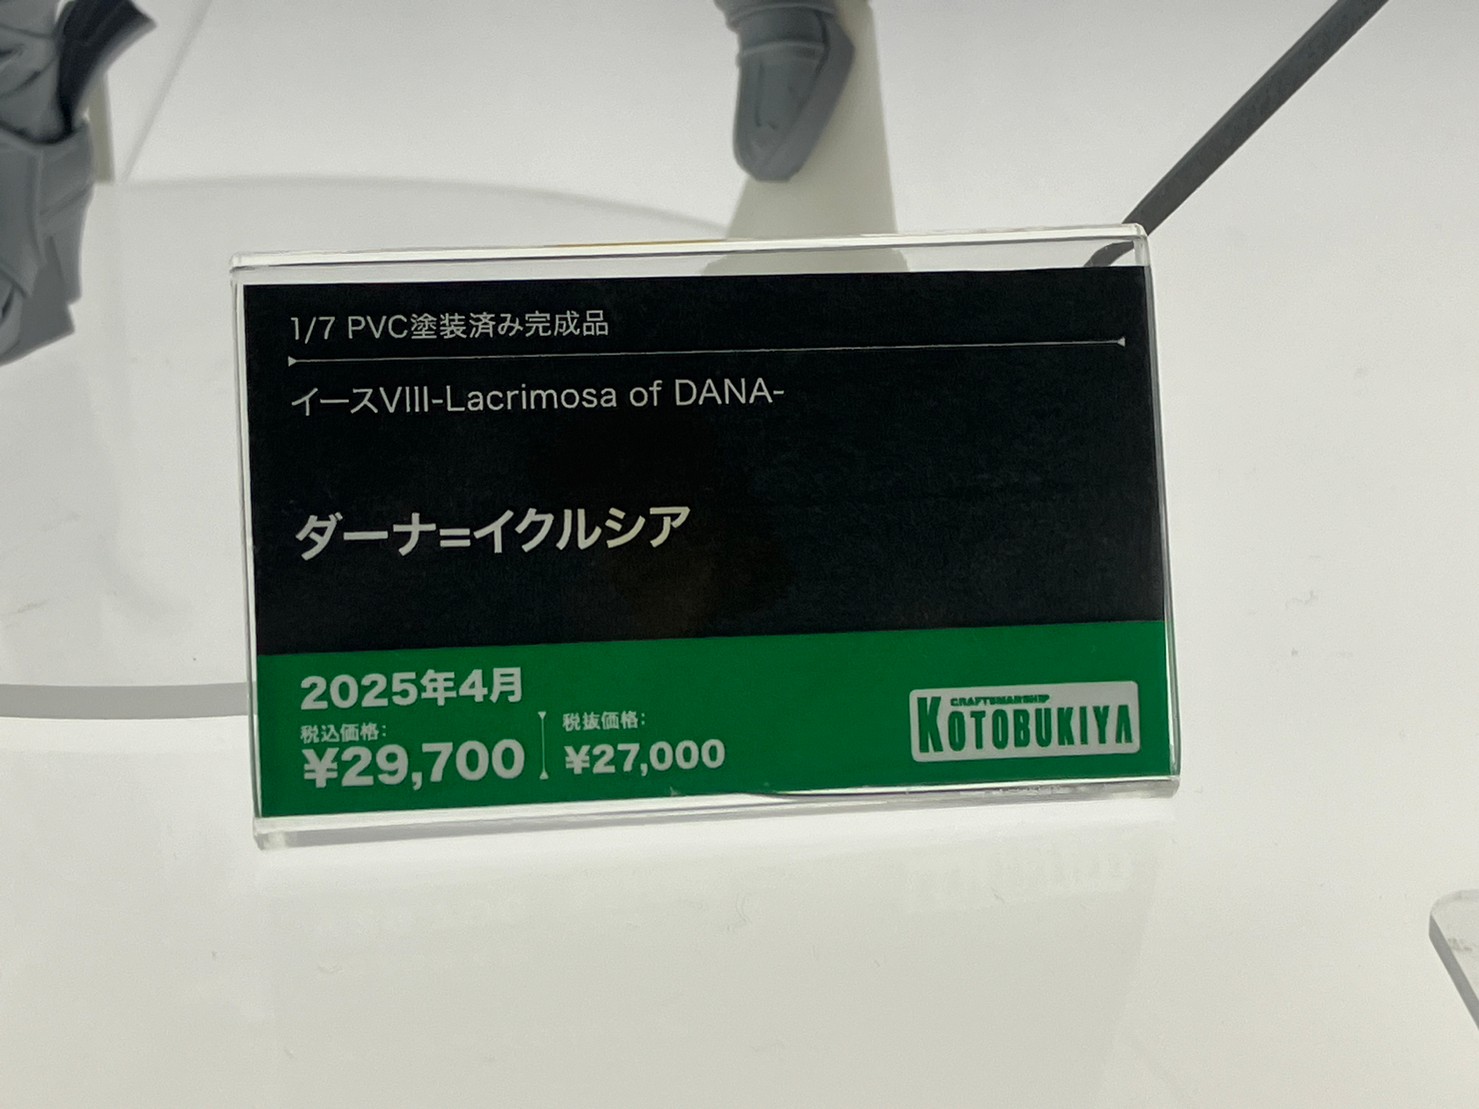 1/7 PVC塗装済み完成品
イースVIII-Lacrimosa of DANA-
ダーナ=イクルシア
2025年4月
税込価格:
¥29,700
税抜価格:
¥27,000
CRAFTSMANSHIP
KOTOBUKIYA